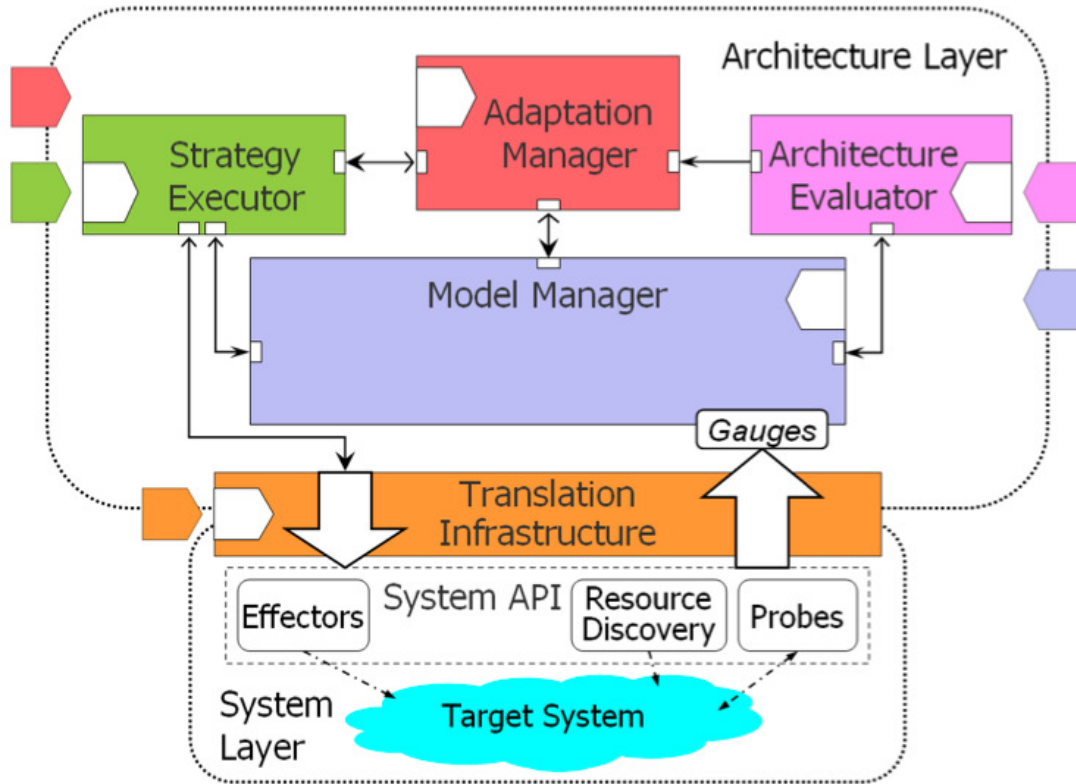 Architecture Layer
Adaptation
Manager
Strategy
Executor
Architecture
Evaluator
Model Manager
Gauges
Translation
Infrastructure
System API
Effectors
Resource
Discovery
Probes
Target System
System
Layer